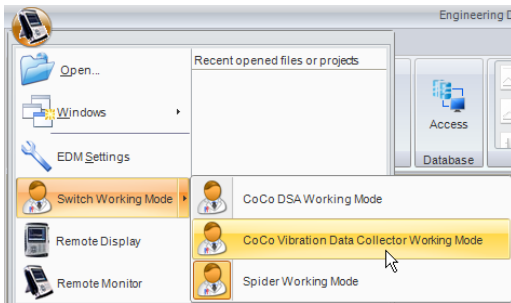 Engineering D
Recent opened files or projects
Open...
Windows
Access
EDM Settings
Database
Switch Working Mode
CoCo DSA Working Mode
Remote Display
CoCo Vibration Data Collector Working Mode
Remote Monitor
Spider Working Mode